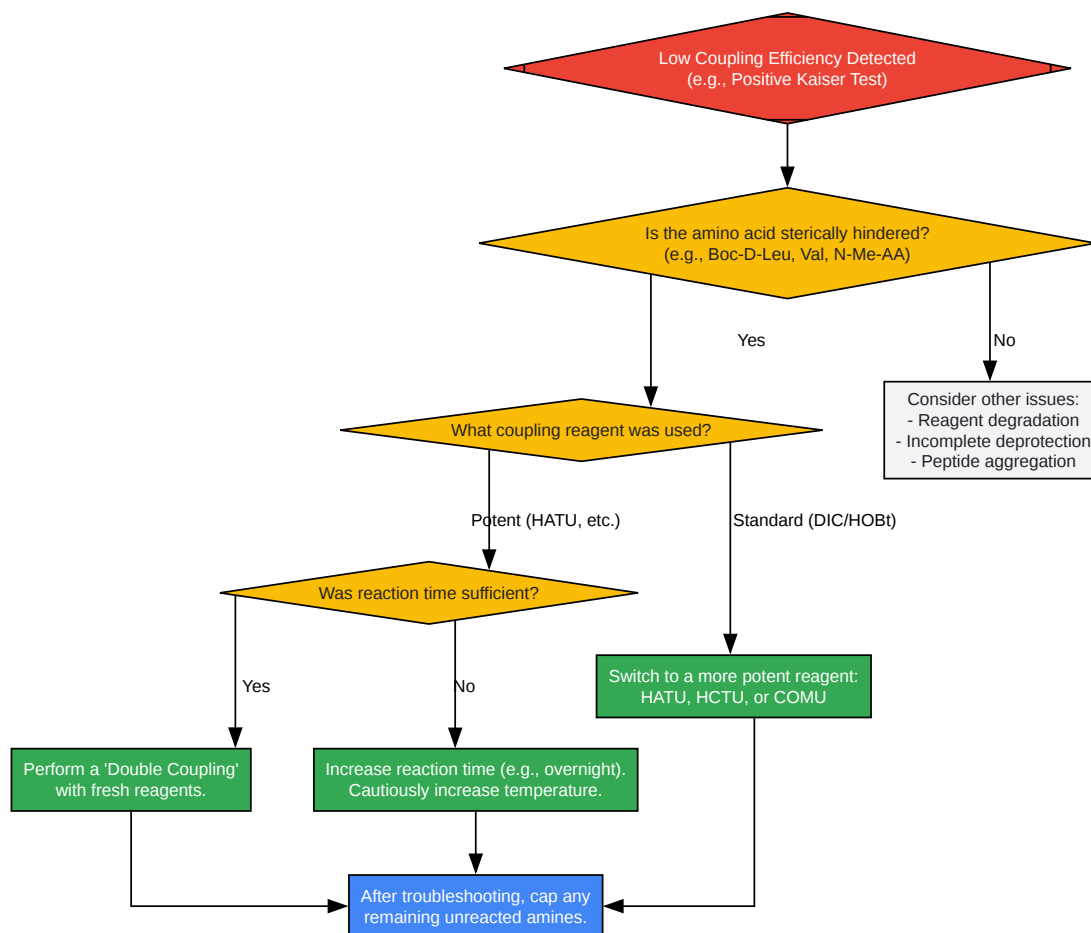 Low Coupling Efficiency Detected
(e.g., Positive Kaiser Test)
Is the amino acid sterically hindered?
(e.g., Boc-D-Leu, Val, N-Me-AA)
Yes
No
Consider other issues:
- Reagent degradation
- Incomplete deprotection
- Peptide aggregation
What coupling reagent was used?
Potent (HATU, etc.)
Standard (DIC/HOBt)
Was reaction time sufficient?
Switch to a more potent reagent:
HATU, HCTU, or COMU
Yes
No
Perform a 'Double Coupling'
with fresh reagents.
Increase reaction time (e.g., overnight).
Cautiously increase temperature.
After troubleshooting, cap any
remaining unreacted amines.